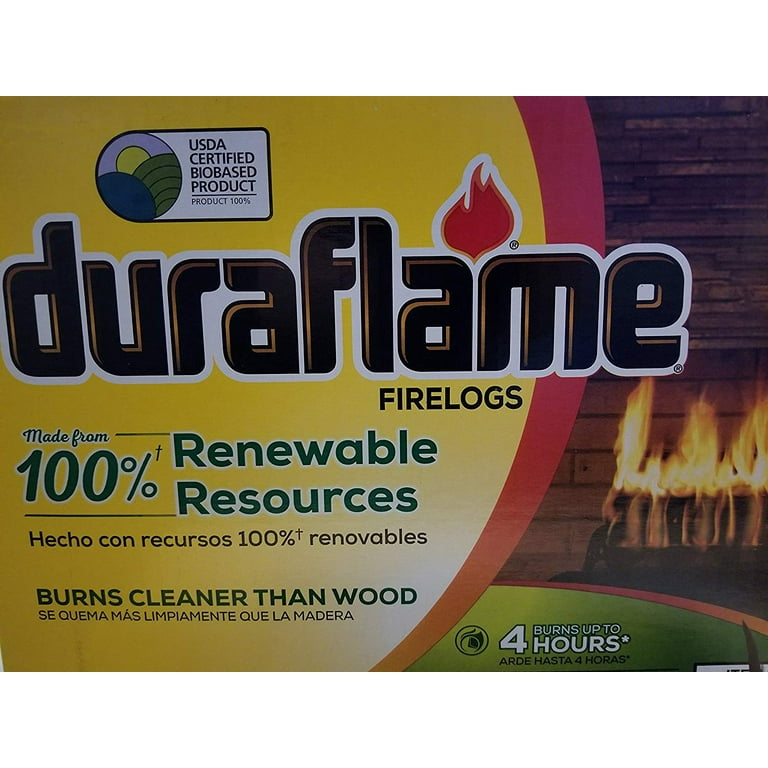 USDA
CERTIFIED
BIOBASED
PRODUCT
PRODUCT 100%
duraflame®
®
FIRELOGS
Made from
100%† Renewable
Resources
Hecho con recursos 100%† renovables
BURNS CLEANER THAN WOOD
SE QUEMA MÁS LIMPIAMENTE QUE LA MADERA
4 BURNS UP TO
HOURS*
ARDE HASTA 4 HORAS*